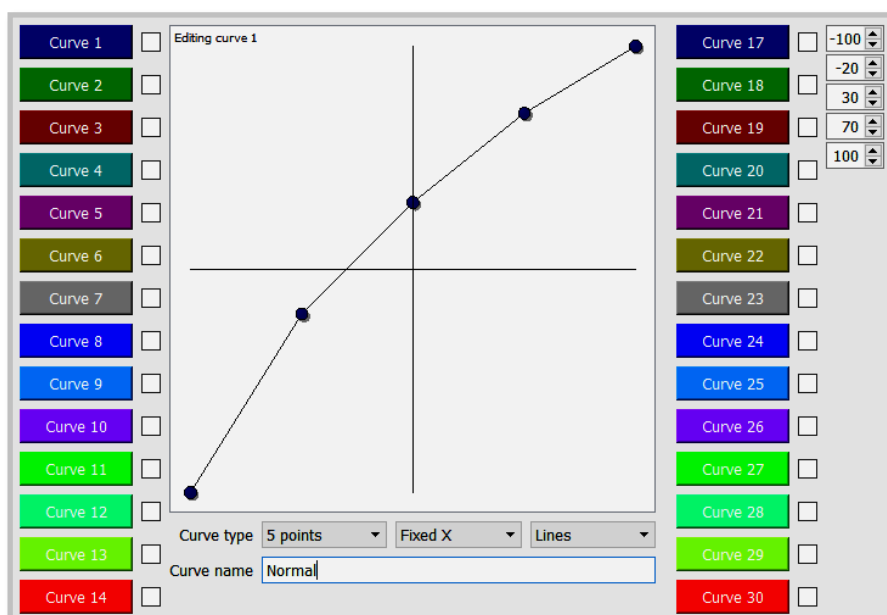 Curve 1
Editing curve 1
Curve 17
-100
Curve 2
Curve 18
-20
Curve 3
Curve 19
30
Curve 4
Curve 20
70
Curve 5
Curve 21
100
Curve 6
Curve 22
Curve 7
Curve 23
Curve 8
Curve 24
Curve 9
Curve 25
Curve 10
Curve 26
Curve 11
Curve 27
Curve 12
Curve 28
Curve type 5 points Fixed X Lines
Curve 13
Curve 29
Curve name Normal
Curve 14
Curve 30